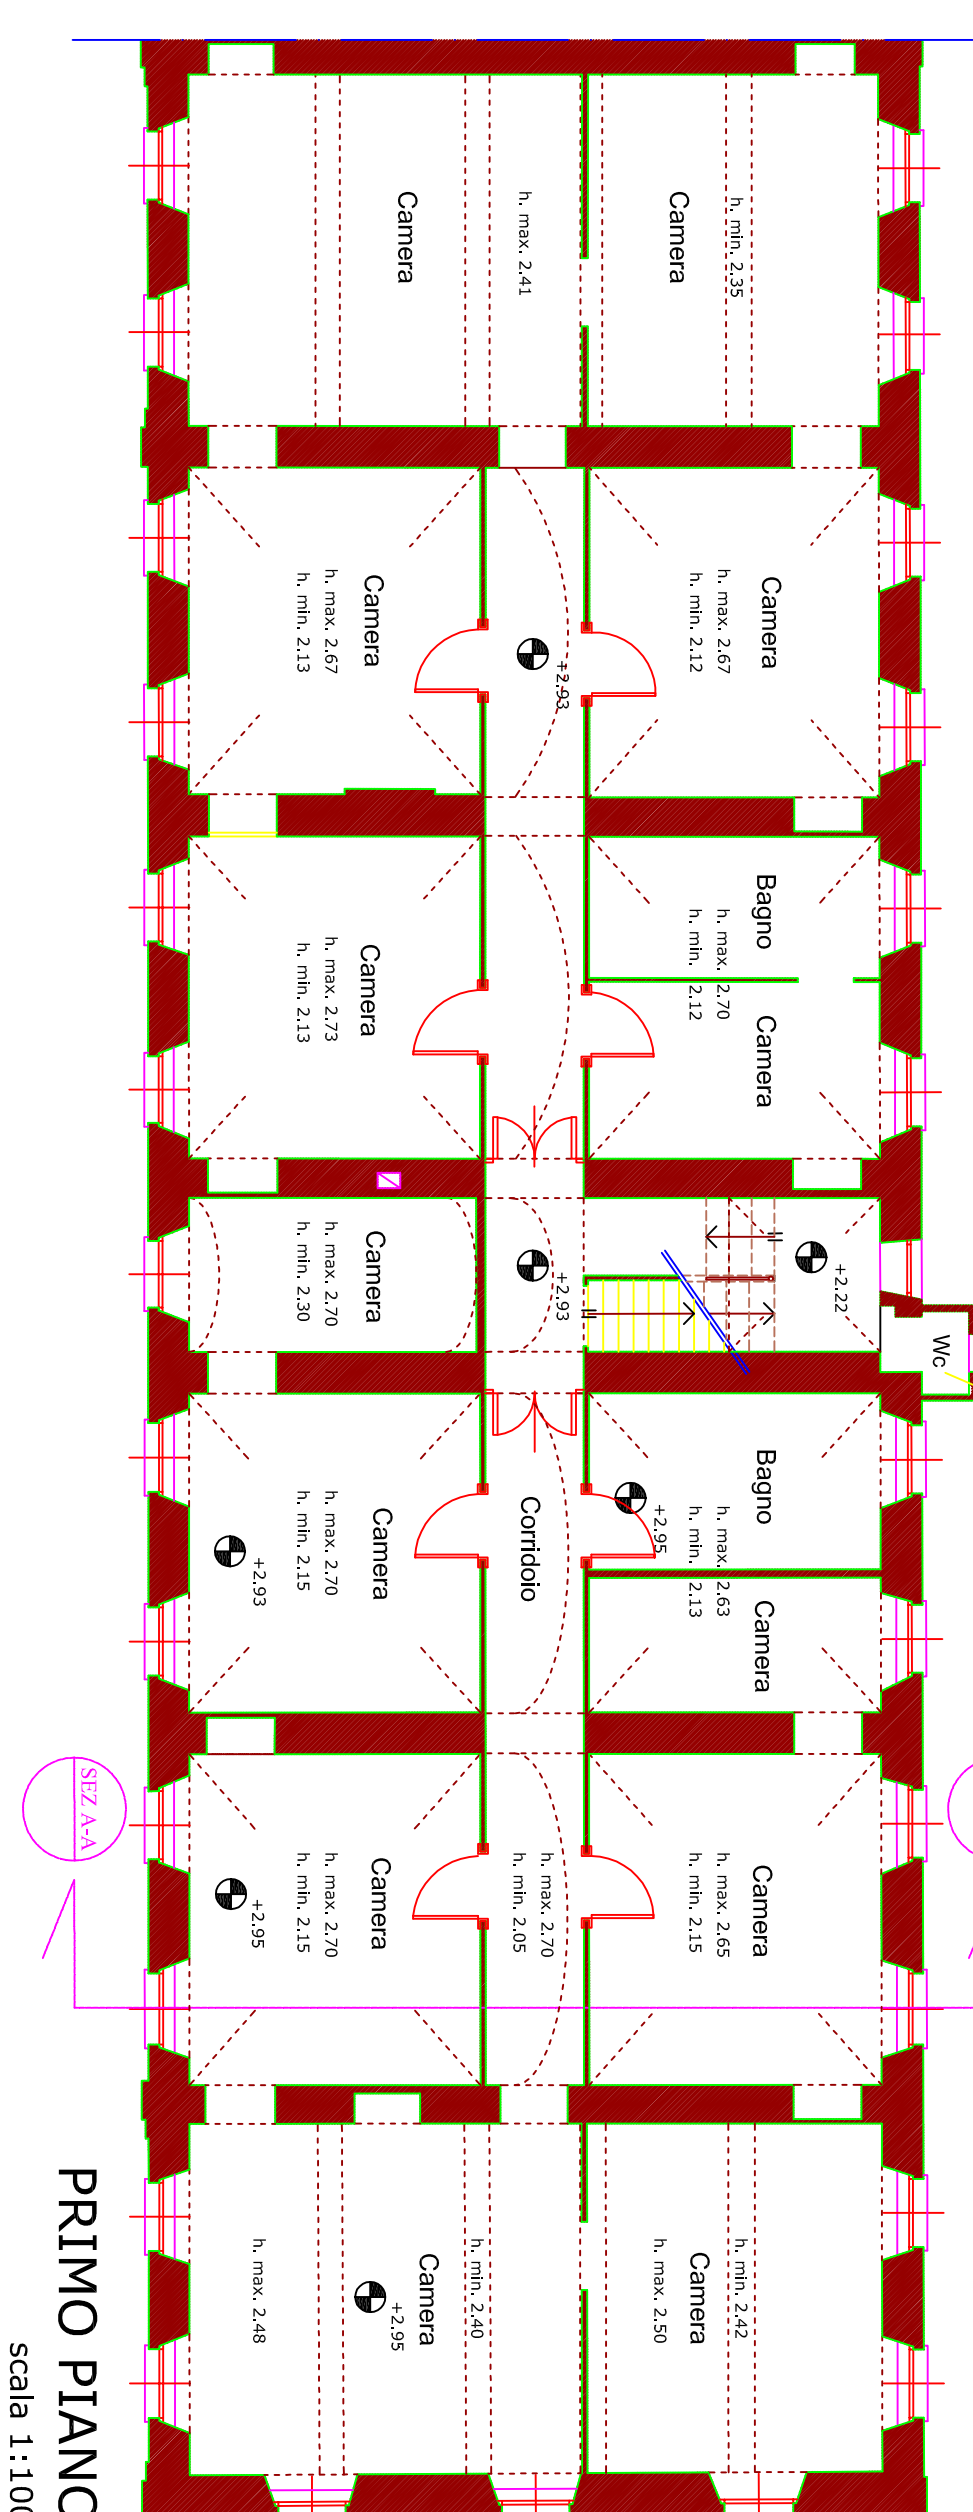 Camera
h. max. 2.41
Camera
h. min. 2.35
Camera
h. max. 2.67
h. min. 2.13
+2.93
Camera
h. max. 2.67
h. min. 2.12
Camera
h. max. 2.73
h. min. 2.13
Bagno
h. max. 2.70
h. min. 2.12
Camera
Camera
h. max. 2.70
h. min. 2.30
+2.93
+2.22
Wc
Camera
h. max. 2.70
h. min. 2.15
+2.93
Corridoio
Bagno
+2.95
h. max. 2.63
h. min. 2.13
Camera
SEZ A-A
Camera
h. max. 2.70
h. min. 2.15
+2.95
h. max. 2.70
h. min. 2.05
Camera
h. max. 2.65
h. min. 2.15
Camera
h. max. 2.48
h. min. 2.40
+2.95
Camera
h. min. 2.42
h. max. 2.50
PRIMO PIANO
scala 1:100